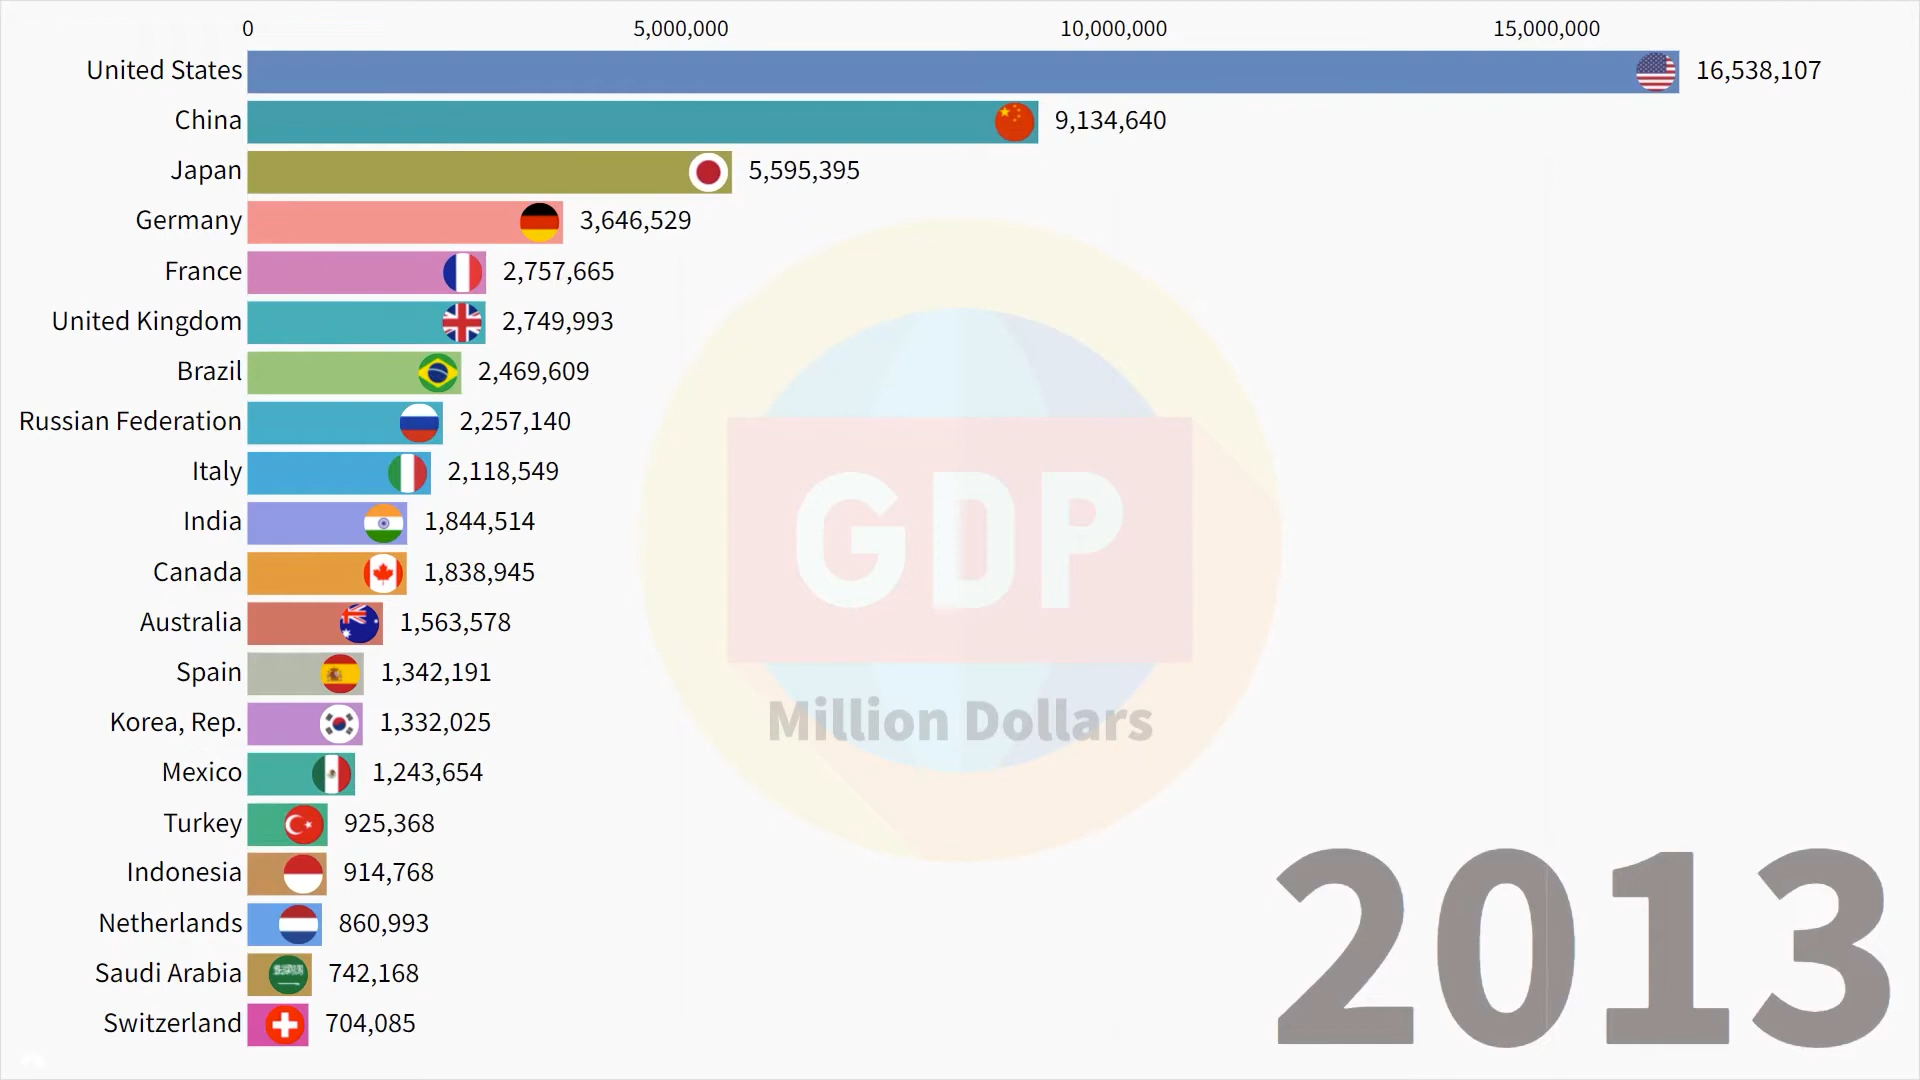 0 5,000,000 10,000,000 15,000,000
United States 16,538,107
China 9,134,640
Japan 5,595,395
Germany 3,646,529
France 2,757,665
United Kingdom 2,749,993
Brazil 2,469,609
Russian Federation 2,257,140
Italy 2,118,549
India 1,844,514
Canada 1,838,945
Australia 1,563,578
Spain 1,342,191
Korea, Rep. 1,332,025
Mexico 1,243,654
Turkey 925,368
Indonesia 914,768
Netherlands 860,993
Saudi Arabia 742,168
Switzerland 704,085
GDP
Million Dollars
2013